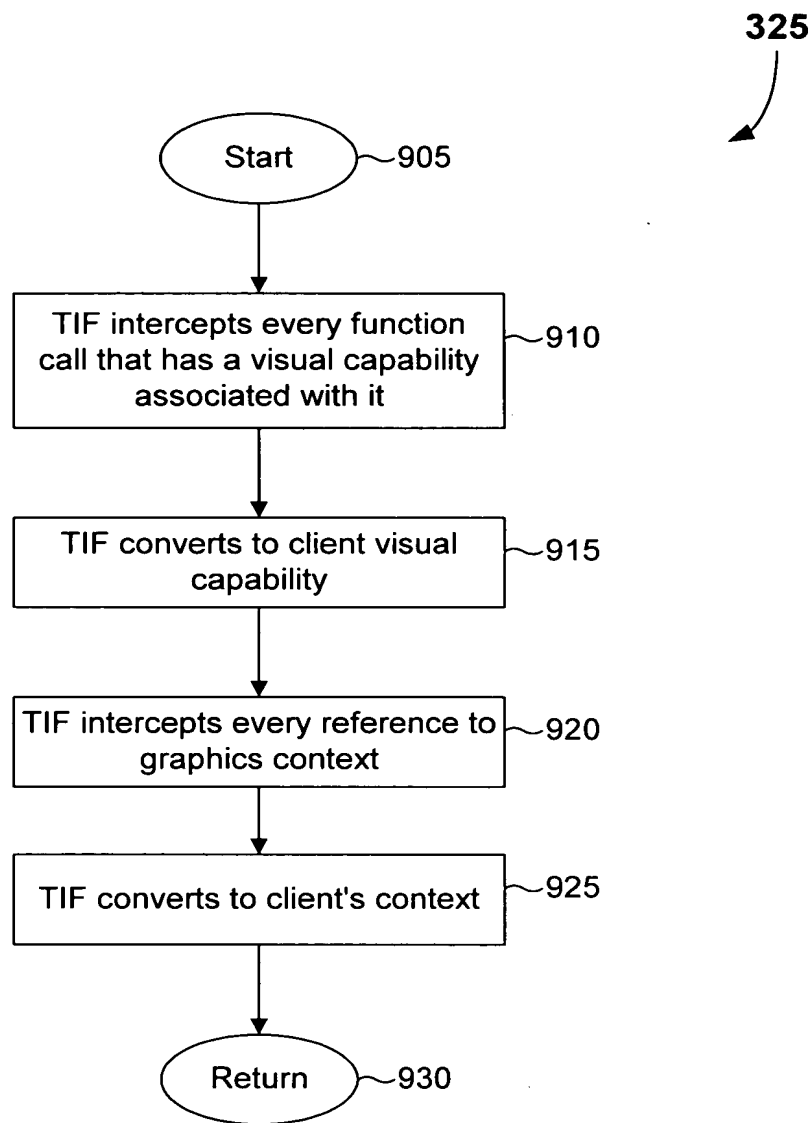 325
Start
905
TIF intercepts every function
call that has a visual capability
associated with it
910
TIF converts to client visual
capability
915
TIF intercepts every reference to
graphics context
920
TIF converts to client's context
925
Return
930